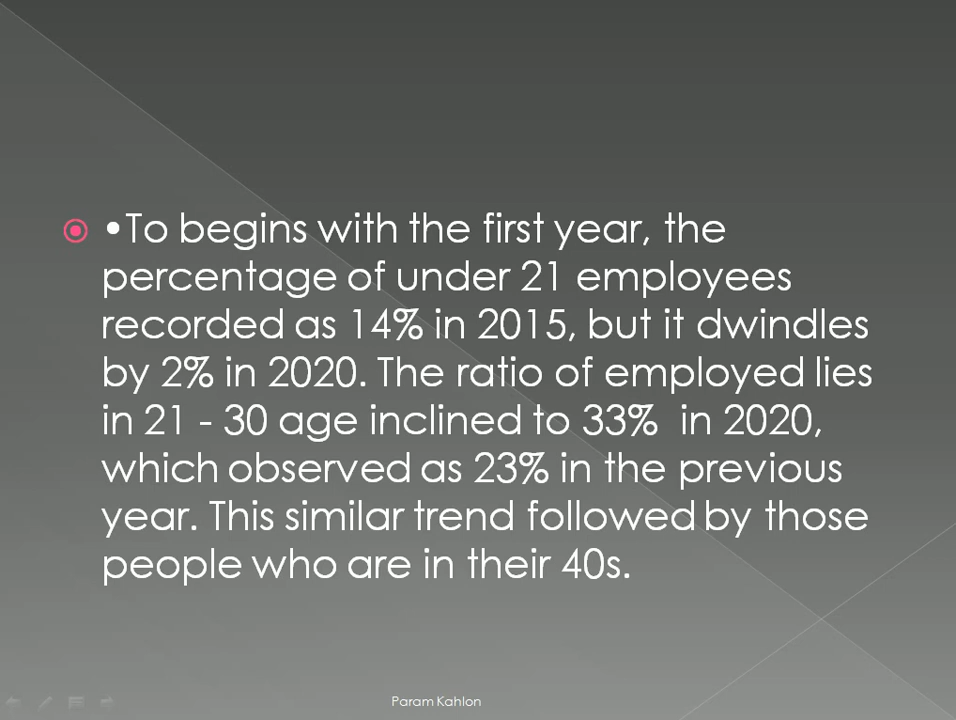 •To begins with the first year, the
percentage of under 21 employees
recorded as 14% in 2015, but it dwindles
by 2% in 2020. The ratio of employed lies
in 21 - 30 age inclined to 33%  in 2020,
which observed as 23% in the previous
year. This similar trend followed by those
people who are in their 40s.
Param Kahlon